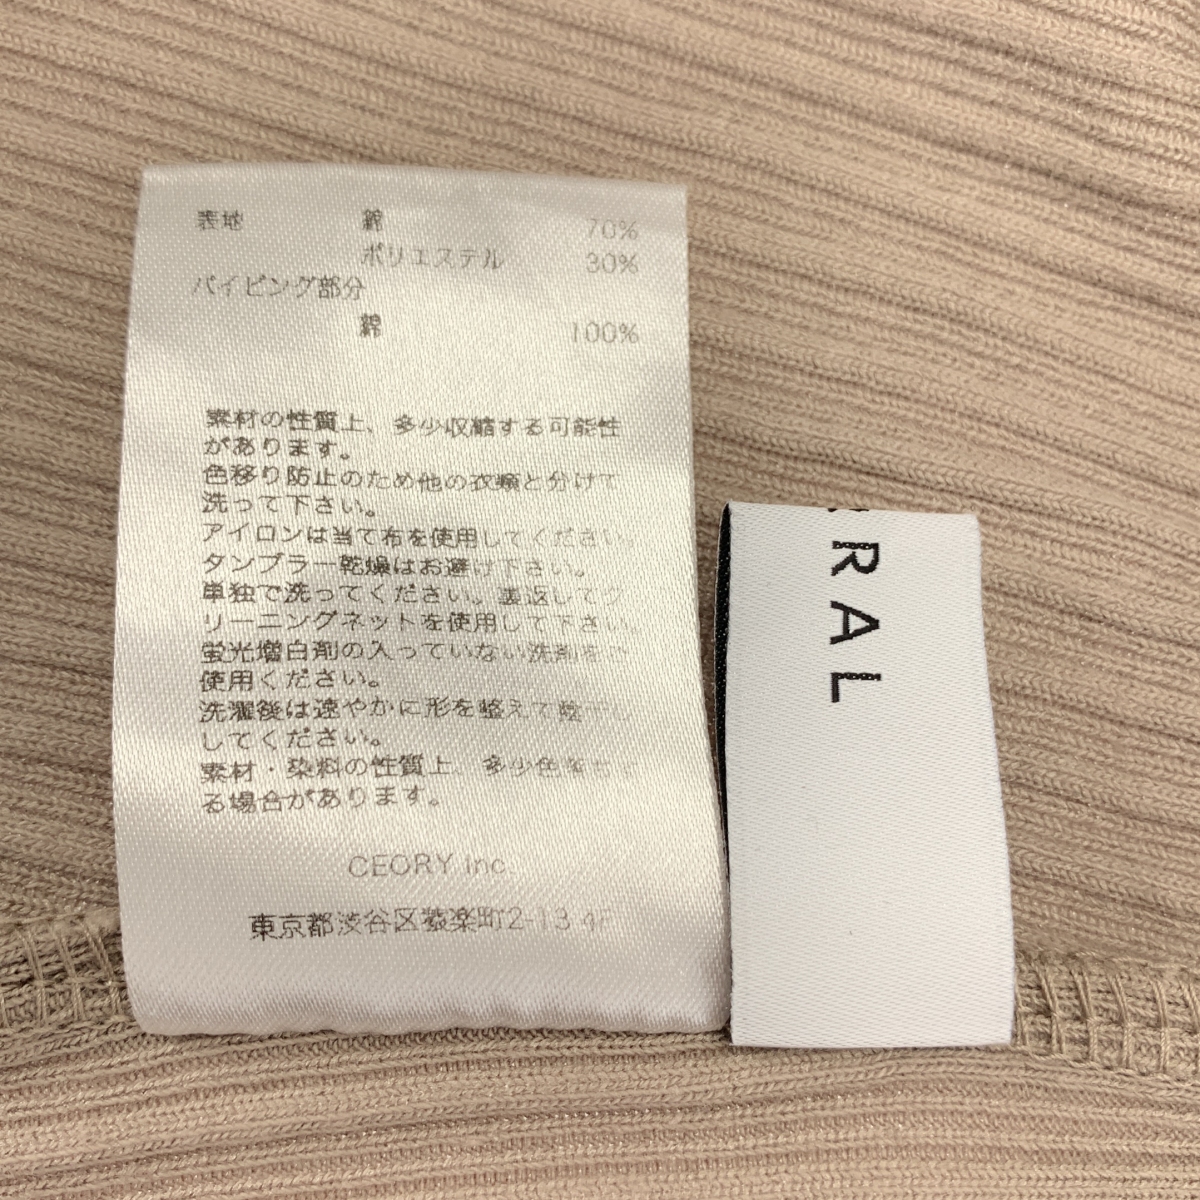 表地 綿 70%
ポリエステル 30%
パイピング部分
綿 100%
素材の性質上、多少収縮する可能性
があります。
色移り防止のため他の衣類と分けて
洗って下さい。
アイロンは当て布を使用してください。
タンブラー乾燥はお避け下さい。
単独で洗ってください。裏返してク
リーニングネットを使用して下さい。
蛍光増白剤の入っていない洗剤をご
使用ください。
洗濯後は速やかに形を整えて陰干し
してください。
素材・染料の性質上、多少色落ちす
る場合があります。
CEORY inc.
東京都渋谷区猿楽町2-13 4F
RAL